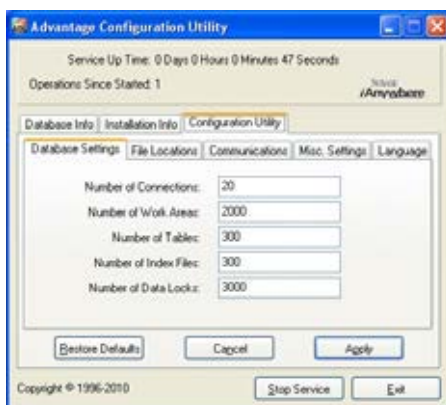 Advantage Configuration Utility
Service Up Time: 0 Days 0 Hours 0 Minutes 47 Seconds
Operations Since Started: 1
iAnywhere
Database Info
Installation Info
Configuration Utility
Database Settings
File Locations
Communications
Misc. Settings
Language
Number of Connections: 20
Number of Work Areas: 2000
Number of Tables: 300
Number of Index Files: 300
Number of Data Locks: 3000
Restore Defaults
Cancel
Apply
Copyright © 1996-2010
Stop Service
Exit